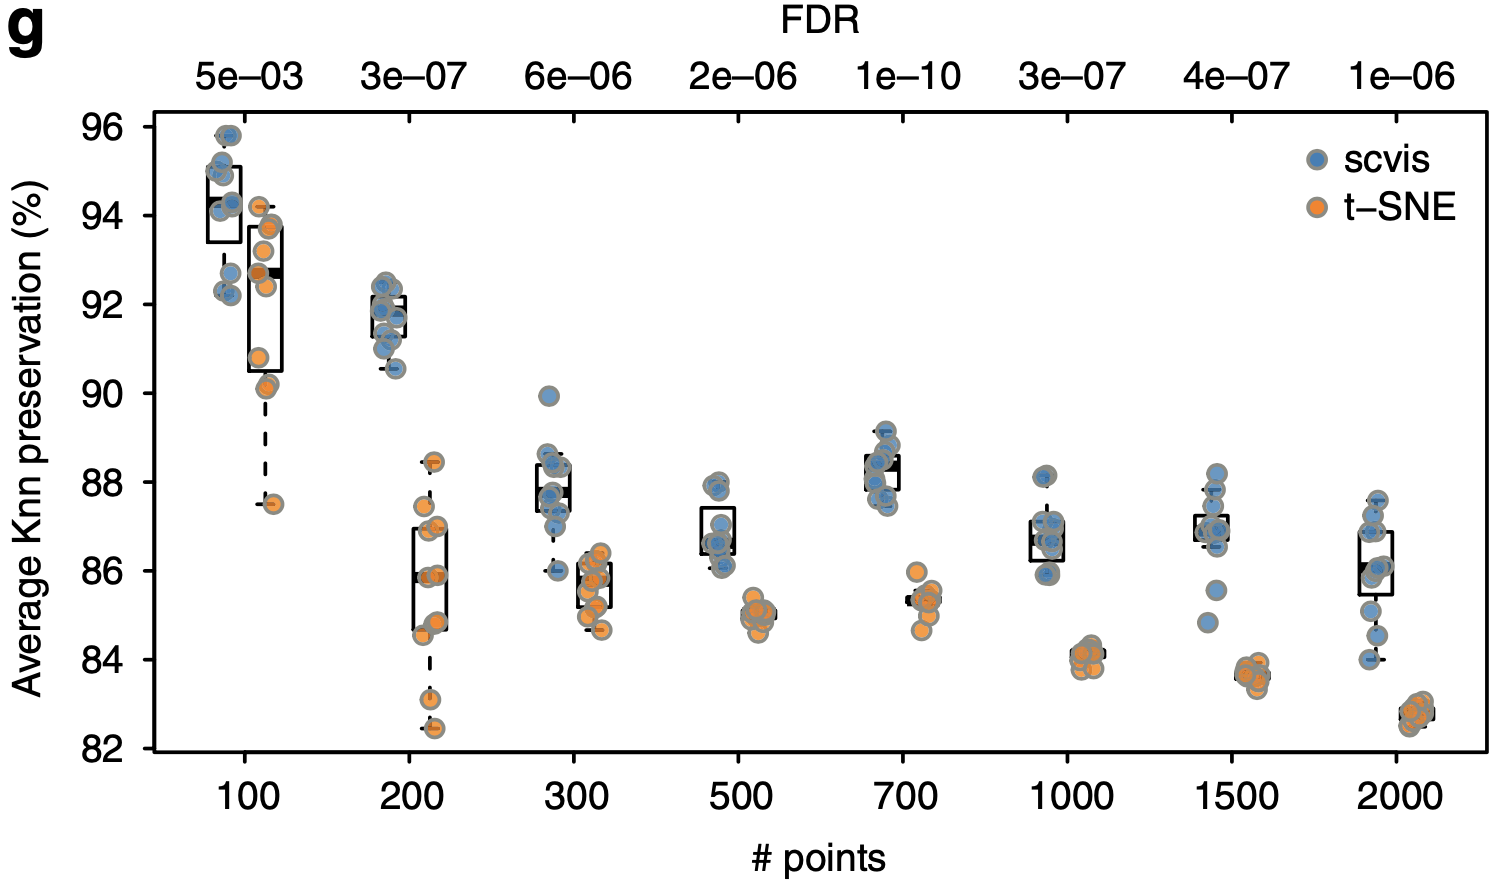 g
FDR
5e–03 3e–07 6e–06 2e–06 1e–10 3e–07 4e–07 1e–06
Average Knn preservation (%)
96
94
92
90
88
86
84
82
scvis
t–SNE
100 200 300 500 700 1000 1500 2000
# points